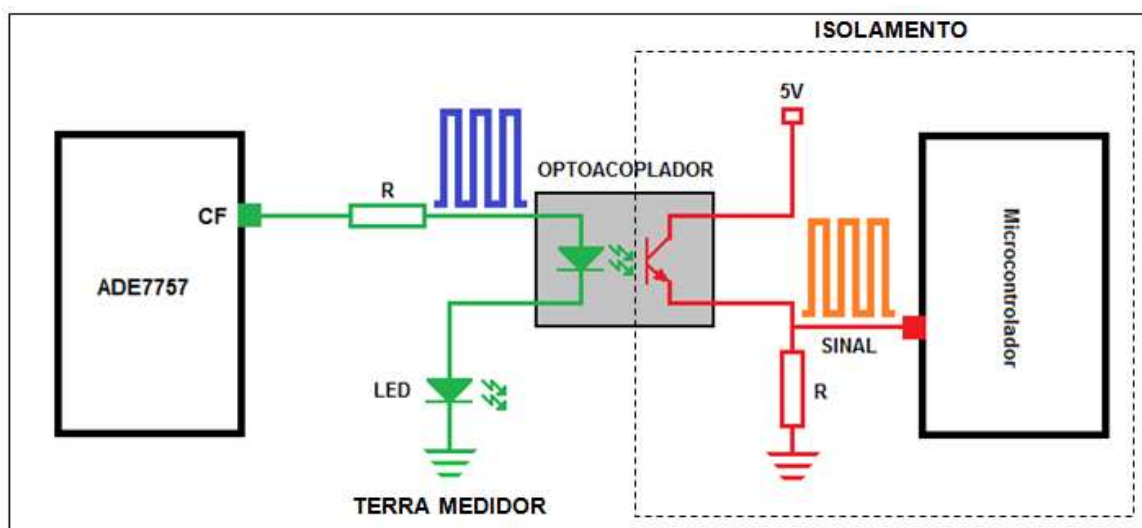 ISOLAMENTO
5V
OPTOACOPLADOR
R
CF
ADE7757
Microcontrolador
SINAL
LED
R
TERRA MEDIDOR